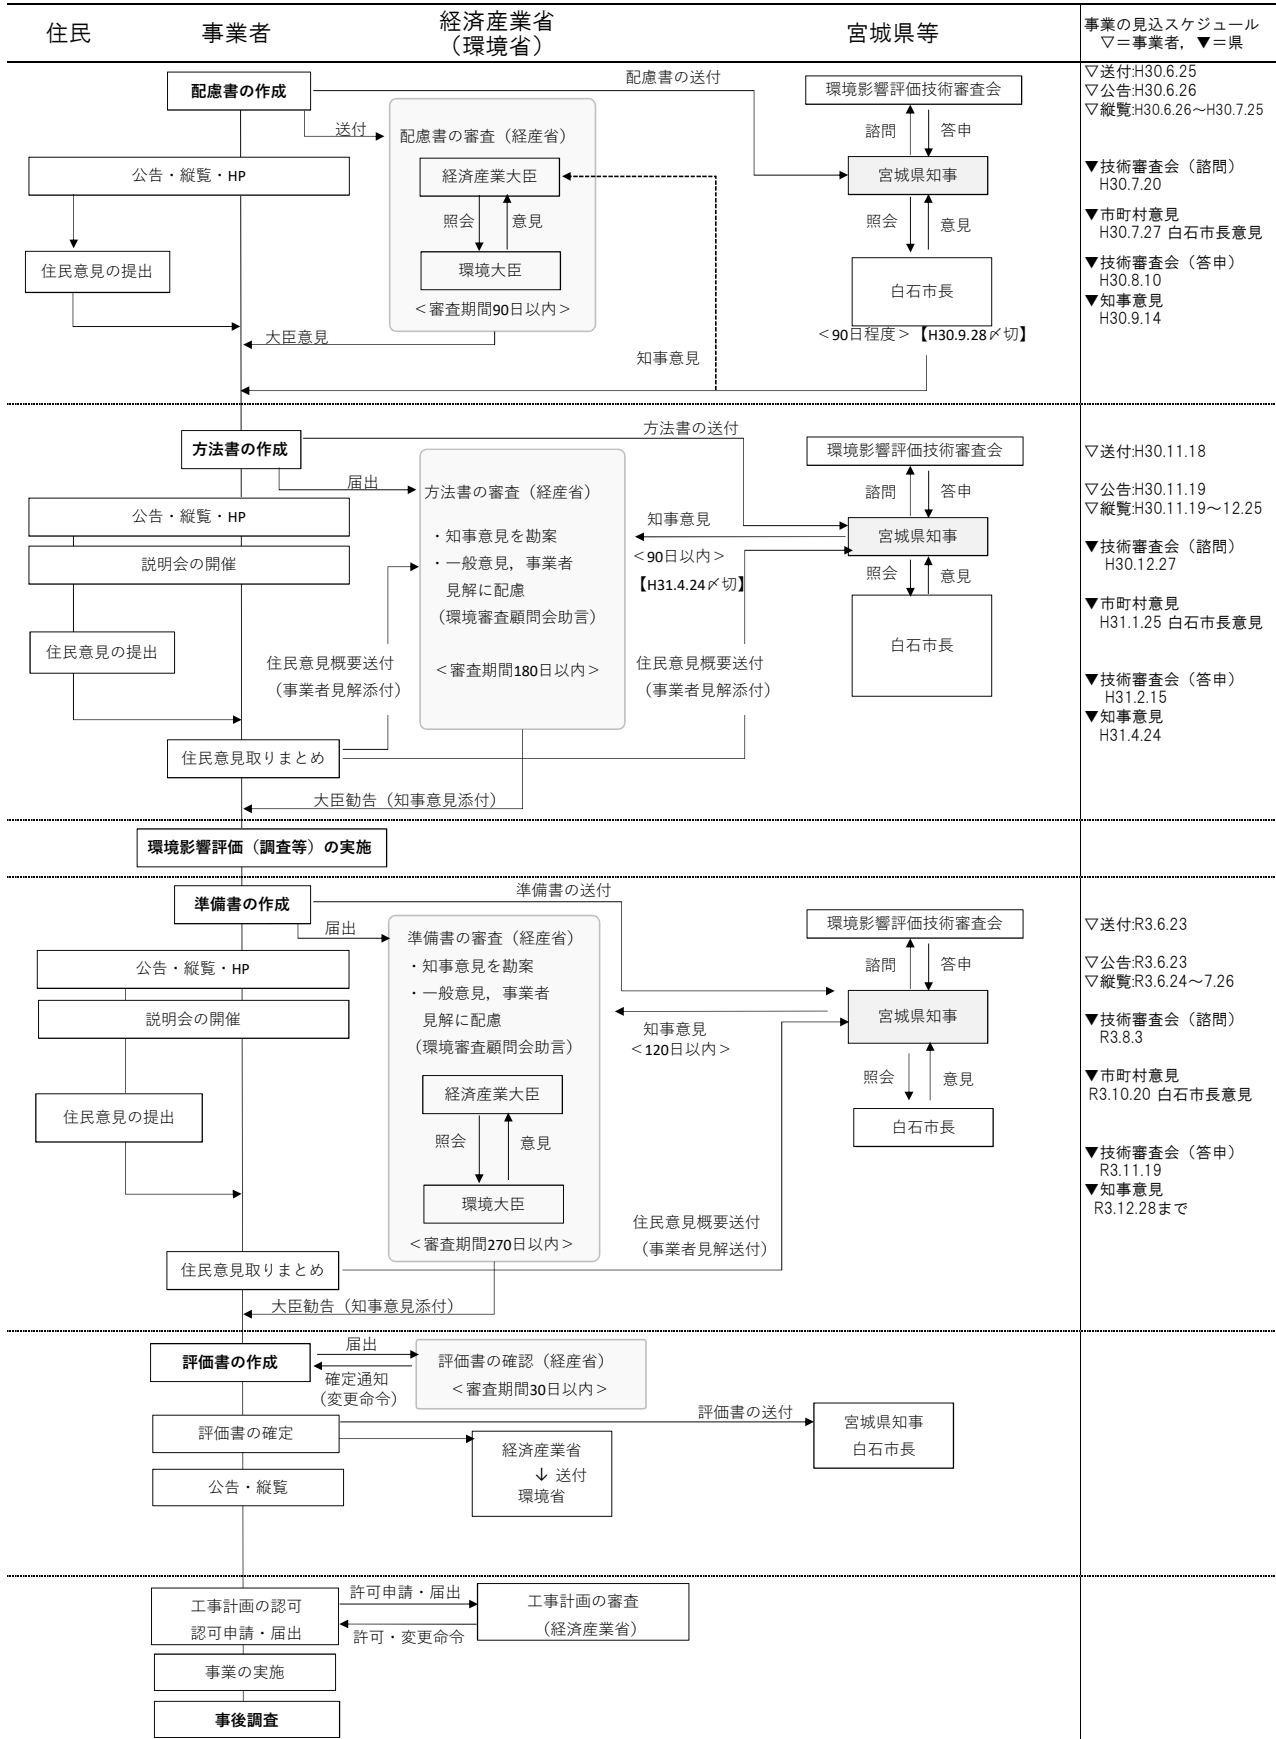 住民
事業者
経済産業省
（環境省）
宮城県等
事業の見込スケジュール
▽＝事業者，▼＝県
配慮書の作成
配慮書の送付
送付
公告・縦覧・HP
住民意見の提出
配慮書の審査（経産省）
経済産業大臣
照会
意見
環境大臣
＜審査期間90日以内＞
大臣意見
知事意見
環境影響評価技術審査会
諮問
答申
宮城県知事
照会
意見
白石市長
＜90日程度＞【H30.9.28〆切】
▽送付:H30.6.25
▽公告:H30.6.26
▽縦覧:H30.6.26～H30.7.25
▼技術審査会（諮問）
H30.7.20
▼市町村意見
H30.7.27 白石市長意見
▼技術審査会（答申）
H30.8.10
▼知事意見
H30.9.14
方法書の作成
方法書の送付
届出
公告・縦覧・HP
説明会の開催
住民意見の提出
住民意見取りまとめ
方法書の審査（経産省）
・知事意見を勘案
・一般意見，事業者
見解に配慮
（環境審査顧問会助言）
＜審査期間180日以内＞
住民意見概要送付
（事業者見解添付）
大臣勧告（知事意見添付）
知事意見
＜90日以内＞
【H31.4.24〆切】
住民意見概要送付
（事業者見解添付）
環境影響評価技術審査会
諮問
答申
宮城県知事
照会
意見
白石市長
▽送付:H30.11.18
▽公告:H30.11.19
▽縦覧:H30.11.19～12.25
▼技術審査会（諮問）
H30.12.27
▼市町村意見
H31.1.25 白石市長意見
▼技術審査会（答申）
H31.2.15
▼知事意見
H31.4.24
環境影響評価（調査等）の実施
準備書の作成
準備書の送付
届出
公告・縦覧・HP
説明会の開催
住民意見の提出
住民意見取りまとめ
準備書の審査（経産省）
・知事意見を勘案
・一般意見，事業者
見解に配慮
（環境審査顧問会助言）
経済産業大臣
照会
意見
環境大臣
＜審査期間270日以内＞
大臣勧告（知事意見添付）
知事意見
＜120日以内＞
住民意見概要送付
（事業者見解送付）
環境影響評価技術審査会
諮問
答申
宮城県知事
照会
意見
白石市長
▽送付:R3.6.23
▽公告:R3.6.23
▽縦覧:R3.6.24～7.26
▼技術審査会（諮問）
R3.8.3
▼市町村意見
R3.10.20 白石市長意見
▼技術審査会（答申）
R3.11.19
▼知事意見
R3.12.28まで
評価書の作成
届出
確定通知
（変更命令）
評価書の確認（経産省）
＜審査期間30日以内＞
評価書の確定
評価書の送付
宮城県知事
白石市長
経済産業省
↓ 送付
環境省
公告・縦覧
工事計画の認可
認可申請・届出
許可申請・届出
許可・変更命令
工事計画の審査
（経済産業省）
事業の実施
事後調査